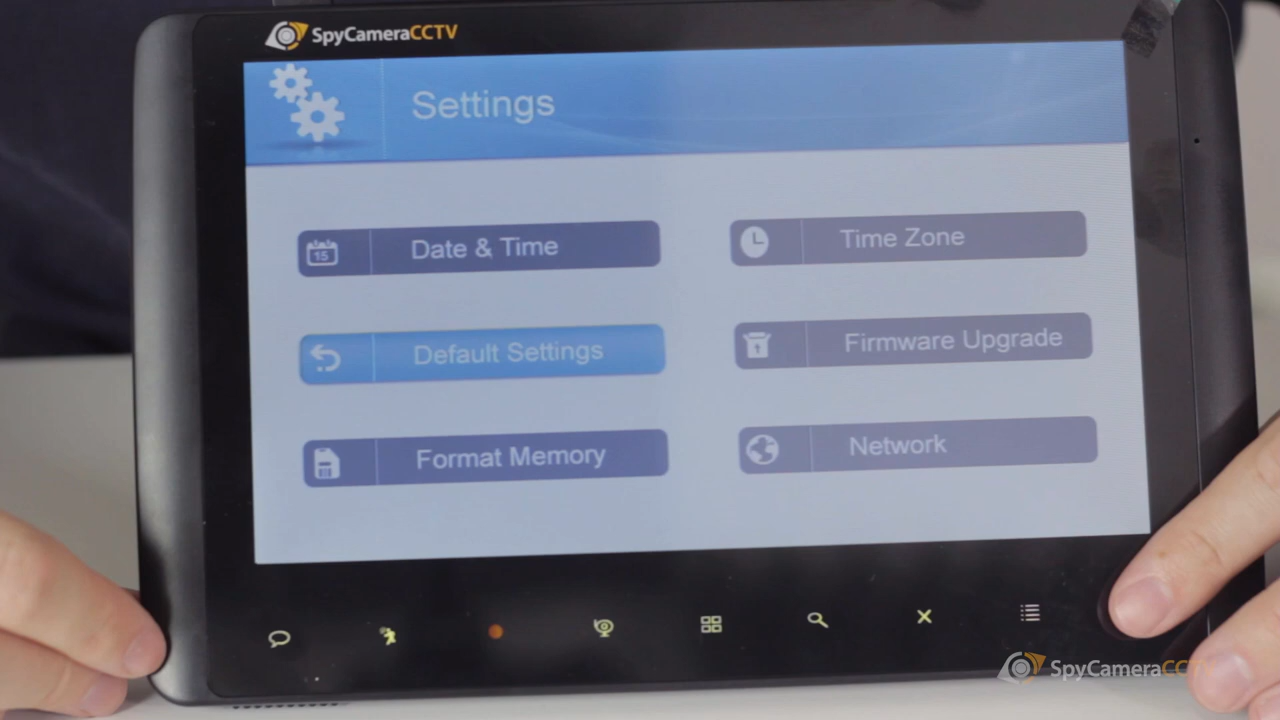 SpyCameraCCTV
Settings
15
Date & Time
Time Zone
Default Settings
Firmware Upgrade
Format Memory
Network
SpyCameraCCTV